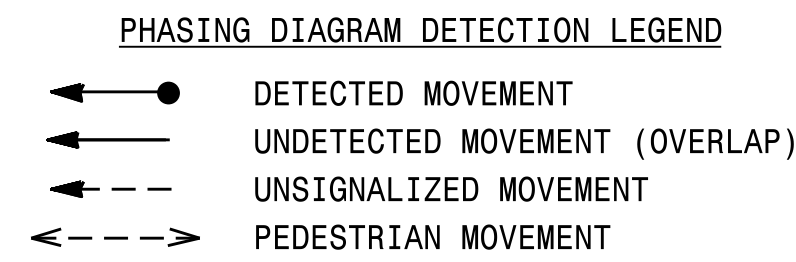 PHASING DIAGRAM DETECTION LEGEND
DETECTED MOVEMENT
UNDETECTED MOVEMENT (OVERLAP)
UNSIGNALIZED MOVEMENT
PEDESTRIAN MOVEMENT